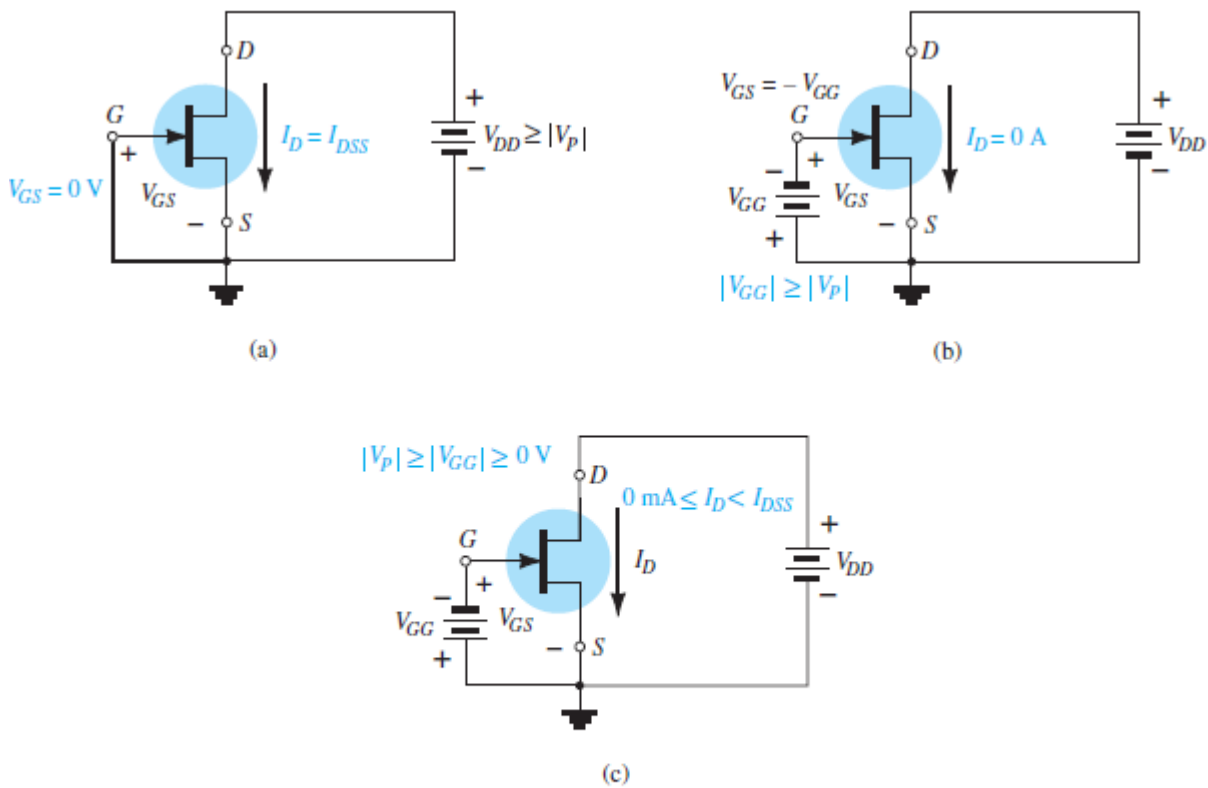 D
G
+
V_GS = 0 V
V_GS
−
S
I_D = I_DSS
+
V_DD ≥ |V_P|
−
(a)
D
V_GS = − V_GG
G
−
+
V_GG
V_GS
+
−
S
I_D = 0 A
+
V_DD
−
|V_GG| ≥ |V_P|
(b)
|V_P| ≥ |V_GG| ≥ 0 V
D
0 mA ≤ I_D < I_DSS
G
−
+
V_GG
V_GS
+
−
S
I_D
+
V_DD
−
(c)